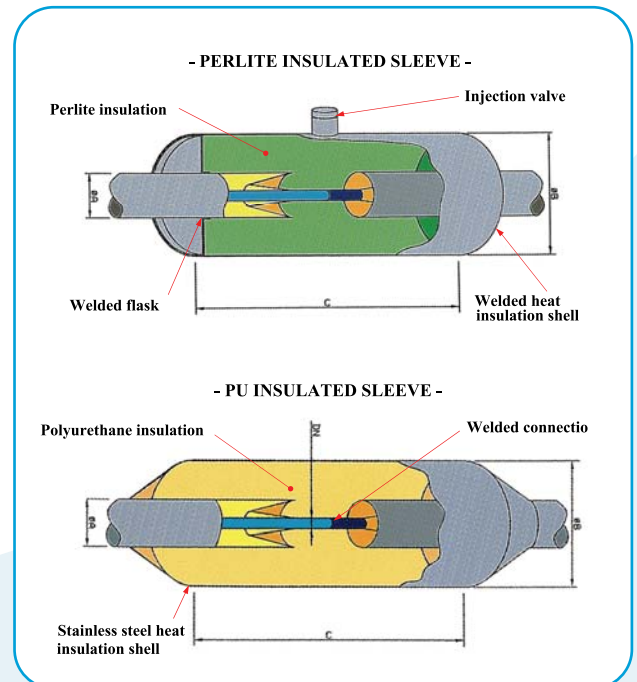 - PERLITE INSULATED SLEEVE -
Perlite insulation
Injection valve
øA
øB
Welded flask
C
Welded heat
insulation shell
- PU INSULATED SLEEVE -
Polyurethane insulation
DN
Welded connectio
øA
øB
Stainless steel heat
insulation shell
C